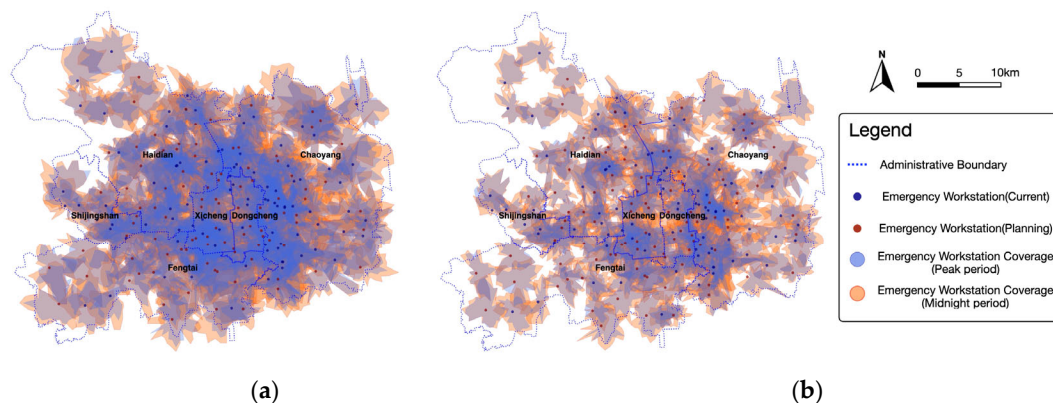 N
0 5 10km
Haidian
Chaoyang
Shijingshan
Xicheng Dongcheng
Fengtai
(a)
Haidian
Chaoyang
Shijingshan
Xicheng Dongcheng
Fengtai
(b)
Legend
Administrative Boundary
Emergency Workstation(Current)
Emergency Workstation(Planning)
Emergency Workstation Coverage
(Peak period)
Emergency Workstation Coverage
(Midnight period)